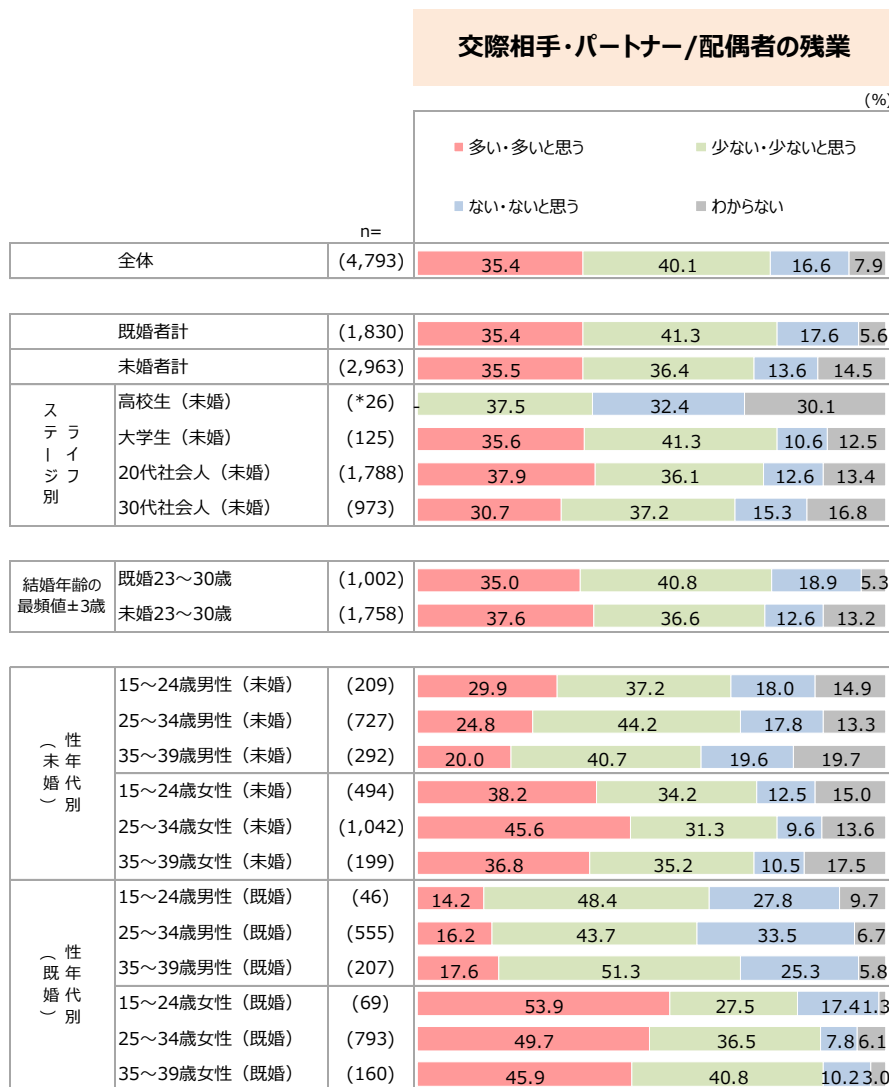 交際相手・パートナー/配偶者の残業
(%)
多い・多いと思う 少ない・少ないと思う
ない・ないと思う わからない
n=
全体 (4,793) 35.4 40.1 16.6 7.9
既婚者計 (1,830) 35.4 41.3 17.6 5.6
未婚者計 (2,963) 35.5 36.4 13.6 14.5
ライフステージ別
高校生（未婚） (*26) - 37.5 32.4 30.1
大学生（未婚） (125) 35.6 41.3 10.6 12.5
20代社会人（未婚） (1,788) 37.9 36.1 12.6 13.4
30代社会人（未婚） (973) 30.7 37.2 15.3 16.8
結婚年齢の
最頻値±3歳
既婚23～30歳 (1,002) 35.0 40.8 18.9 5.3
未婚23～30歳 (1,758) 37.6 36.6 12.6 13.2
性年代別
（未婚）
15～24歳男性（未婚） (209) 29.9 37.2 18.0 14.9
25～34歳男性（未婚） (727) 24.8 44.2 17.8 13.3
35～39歳男性（未婚） (292) 20.0 40.7 19.6 19.7
15～24歳女性（未婚） (494) 38.2 34.2 12.5 15.0
25～34歳女性（未婚） (1,042) 45.6 31.3 9.6 13.6
35～39歳女性（未婚） (199) 36.8 35.2 10.5 17.5
性年代別
（既婚）
15～24歳男性（既婚） (46) 14.2 48.4 27.8 9.7
25～34歳男性（既婚） (555) 16.2 43.7 33.5 6.7
35～39歳男性（既婚） (207) 17.6 51.3 25.3 5.8
15～24歳女性（既婚） (69) 53.9 27.5 17.4 1.3
25～34歳女性（既婚） (793) 49.7 36.5 7.8 6.1
35～39歳女性（既婚） (160) 45.9 40.8 10.2 3.0